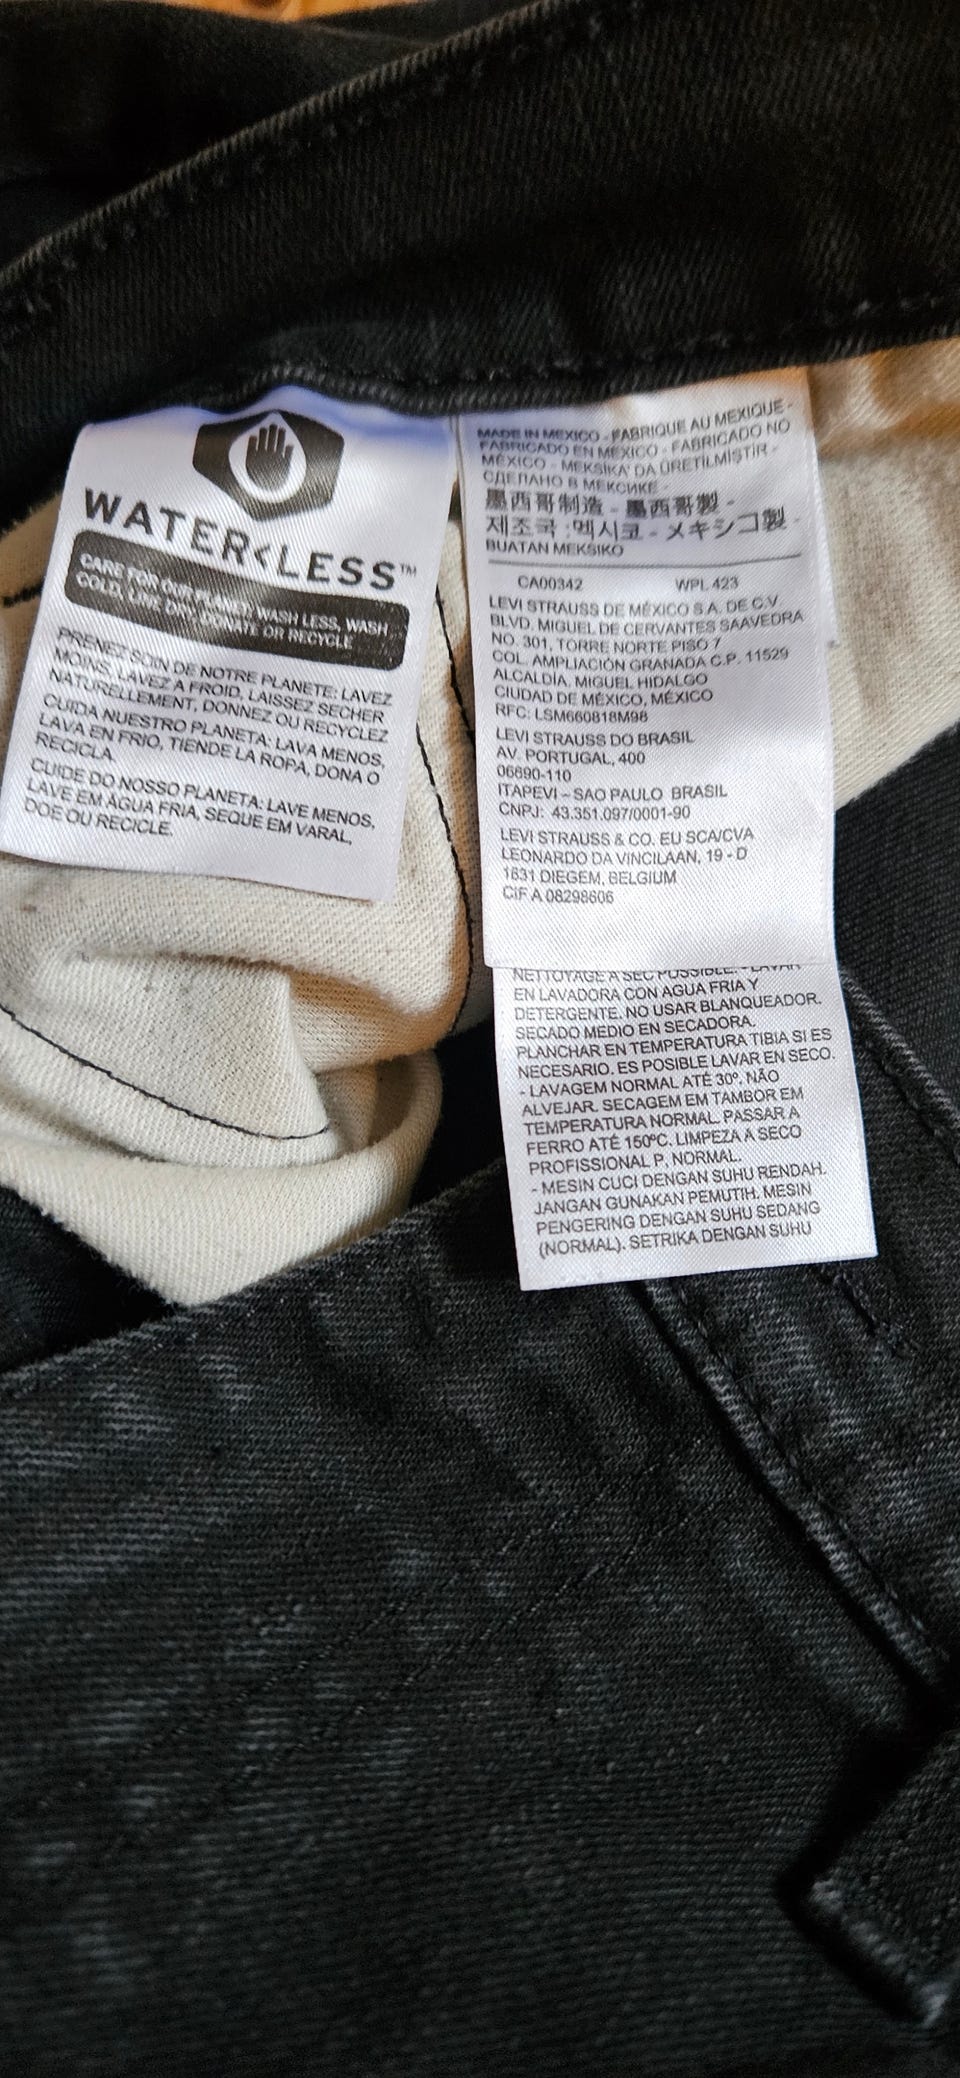 WATER<LESS™
CARE FOR OUR PLANET: WASH LESS, WASH
COLD, LINE DRY, DONATE OR RECYCLE
PRENEZ SOIN DE NOTRE PLANETE: LAVEZ
MOINS, LAVEZ A FROID, LAISSEZ SECHER
NATURELLEMENT, DONNEZ OU RECYCLEZ
CUIDA NUESTRO PLANETA: LAVA MENOS,
LAVA EN FRIO, TIENDE LA ROPA, DONA O
RECICLA.
CUIDE DO NOSSO PLANETA: LAVE MENOS,
LAVE EM ÁGUA FRIA, SEQUE EM VARAL,
DOE OU RECICLE.
MADE IN MEXICO - FABRIQUE AU MEXIQUE -
FABRICADO EN MÉXICO - FABRICADO NO
MÉXICO - MEKSİKA' DA ÜRETİLMİŞTİR -
СДЕЛАНО В МЕКСИКЕ -
墨西哥制造 - 墨西哥製 -
제조국 :멕시코 - メキシコ製 -
BUATAN MEKSIKO
CA00342 WPL 423
LEVI STRAUSS DE MÉXICO S A. DE C.V
BLVD. MIGUEL DE CERVANTES SAAVEDRA
NO. 301, TORRE NORTE PISO 7
COL. AMPLIACIÓN GRANADA C.P. 11529
ALCALDÍA. MIGUEL HIDALGO
CIUDAD DE MÉXICO, MÉXICO
RFC: LSM660818M98
LEVI STRAUSS DO BRASIL
AV. PORTUGAL, 400
06690-110
ITAPEVI – SAO PAULO BRASIL
CNPJ: 43.351.097/0001-90
LEVI STRAUSS & CO. EU SCA/CVA
LEONARDO DA VINCILAAN, 19 - D
1831 DIEGEM, BELGIUM
CIF A 08298606
NETTOYAGE A SEC POSSIBLE. - LAVAR
EN LAVADORA CON AGUA FRIA Y
DETERGENTE. NO USAR BLANQUEADOR.
SECADO MEDIO EN SECADORA.
PLANCHAR EN TEMPERATURA TIBIA SI ES
NECESARIO. ES POSIBLE LAVAR EN SECO.
- LAVAGEM NORMAL ATÉ 30º. NÃO
ALVEJAR. SECAGEM EM TAMBOR EM
TEMPERATURA NORMAL. PASSAR A
FERRO ATÉ 150ºC. LIMPEZA A SECO
PROFISSIONAL P, NORMAL.
- MESIN CUCI DENGAN SUHU RENDAH.
JANGAN GUNAKAN PEMUTIH. MESIN
PENGERING DENGAN SUHU SEDANG
(NORMAL). SETRIKA DENGAN SUHU